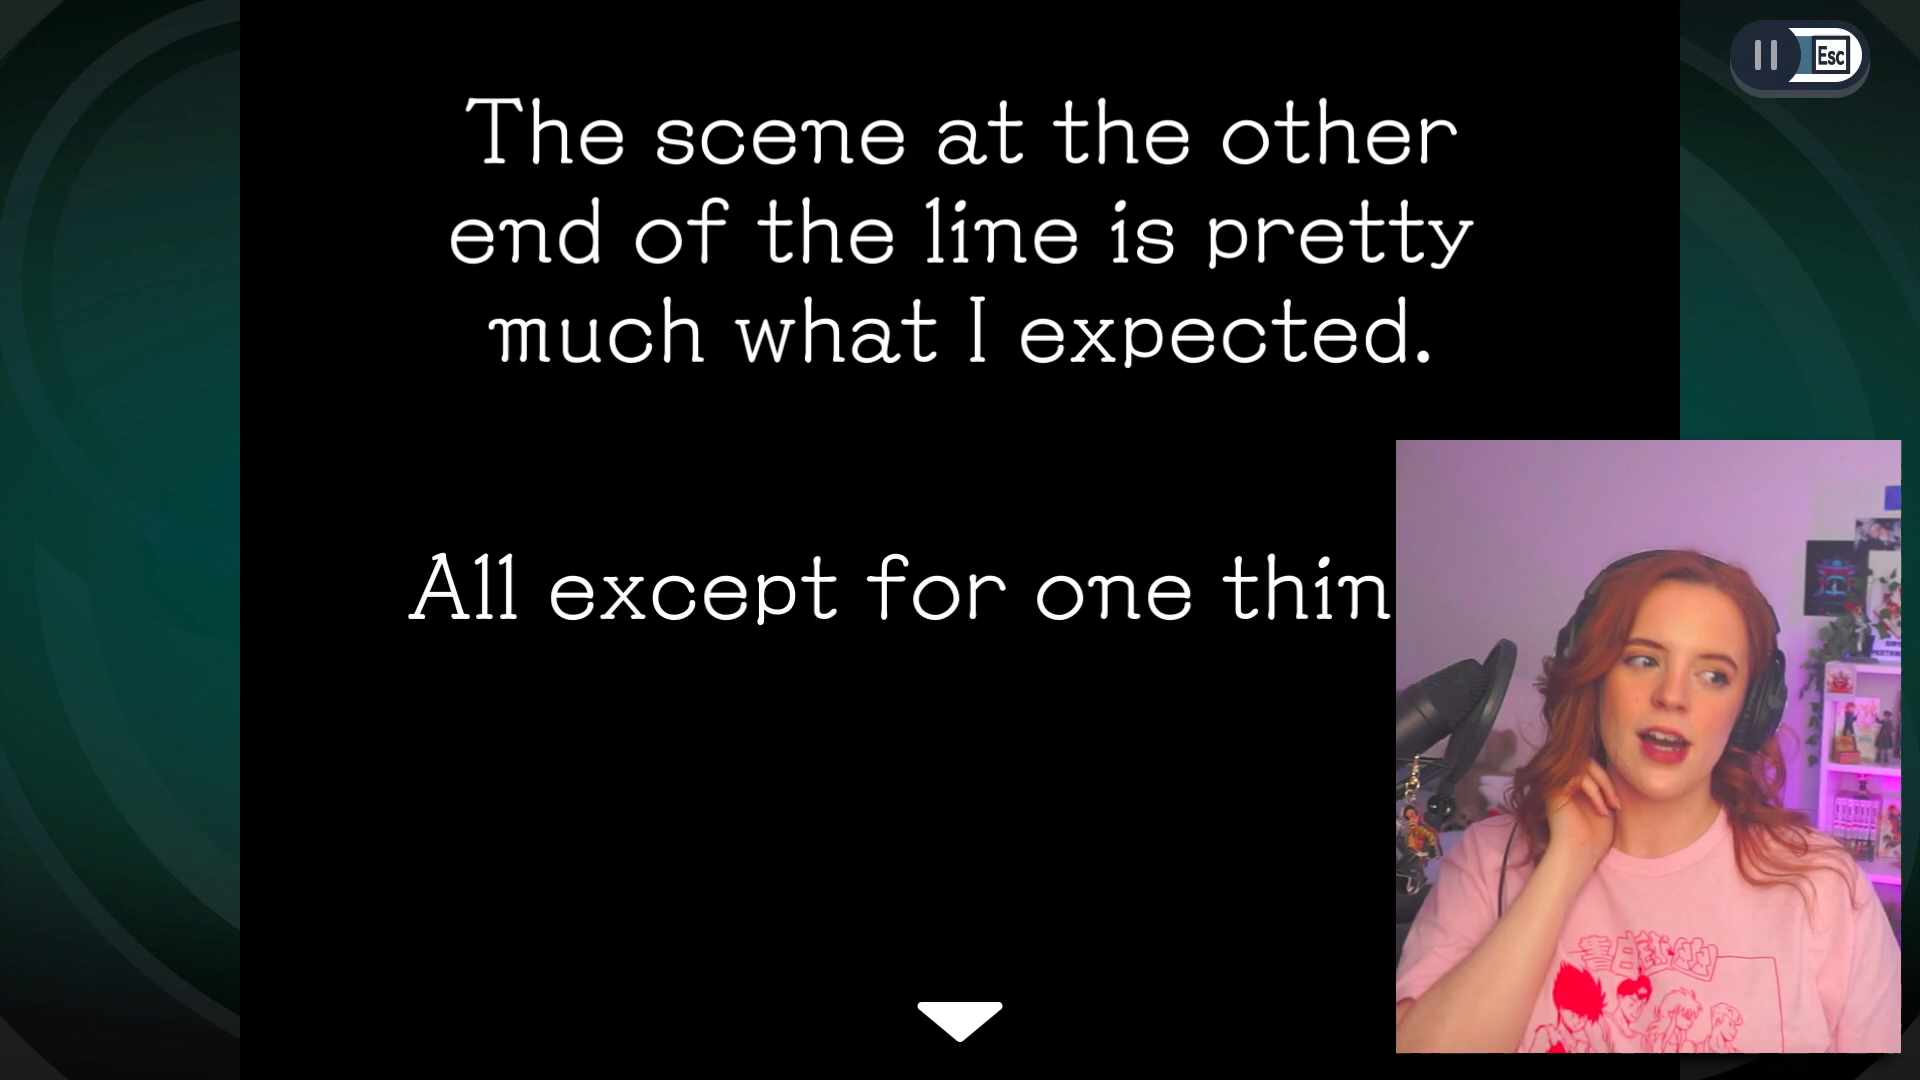 Esc
The scene at the other
end of the line is pretty
much what I expected.
All except for one thin